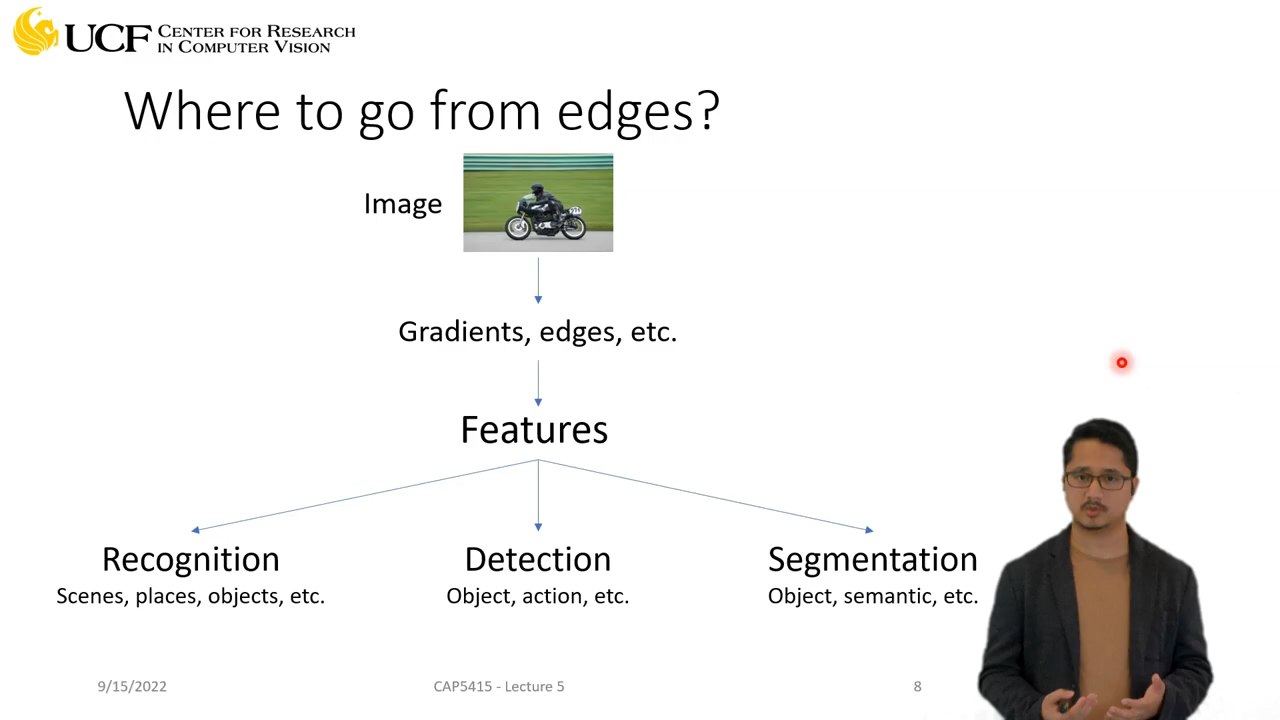 UCF CENTER FOR RESEARCH
IN COMPUTER VISION
Where to go from edges?
Image
Gradients, edges, etc.
Features
Recognition
Scenes, places, objects, etc.
Detection
Object, action, etc.
Segmentation
Object, semantic, etc.
9/15/2022
CAP5415 - Lecture 5
8